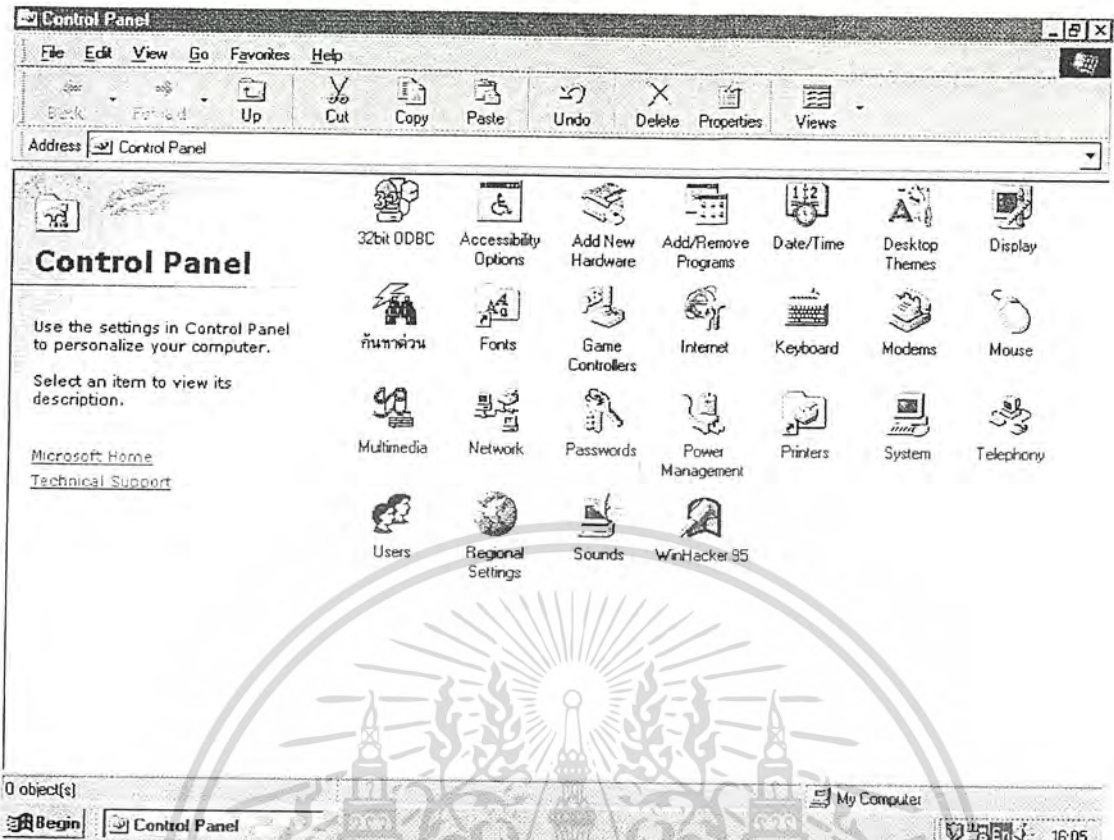 Control Panel
File Edit View Go Favorites Help
Back Forward Up Cut Copy Paste Undo Delete Properties Views
Address Control Panel
Control Panel
Use the settings in Control Panel
to personalize your computer.
Select an item to view its
description.
Microsoft Home
Technical Support
32bit ODBC
Accessibility
Options
Add New
Hardware
Add/Remove
Programs
Date/Time
Desktop
Themes
Display
ค้นหาด่วน
Fonts
Game
Controllers
Internet
Keyboard
Modems
Mouse
Multimedia
Network
Passwords
Power
Management
Printers
System
Telephony
Users
Regional
Settings
Sounds
WinHacker 95
0 object(s)
My Computer
Begin Control Panel
16:05